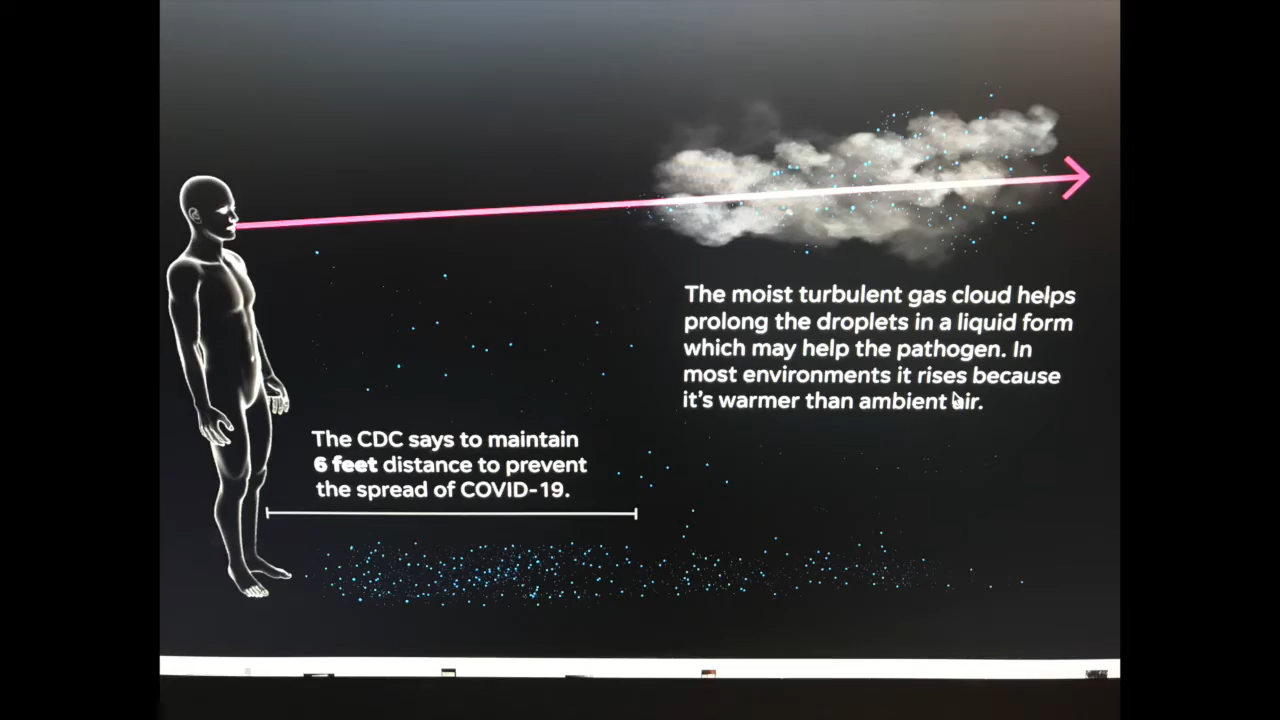 The moist turbulent gas cloud helps
prolong the droplets in a liquid form
which may help the pathogen. In
most environments it rises because
it's warmer than ambient air.
The CDC says to maintain
6 feet distance to prevent
the spread of COVID-19.